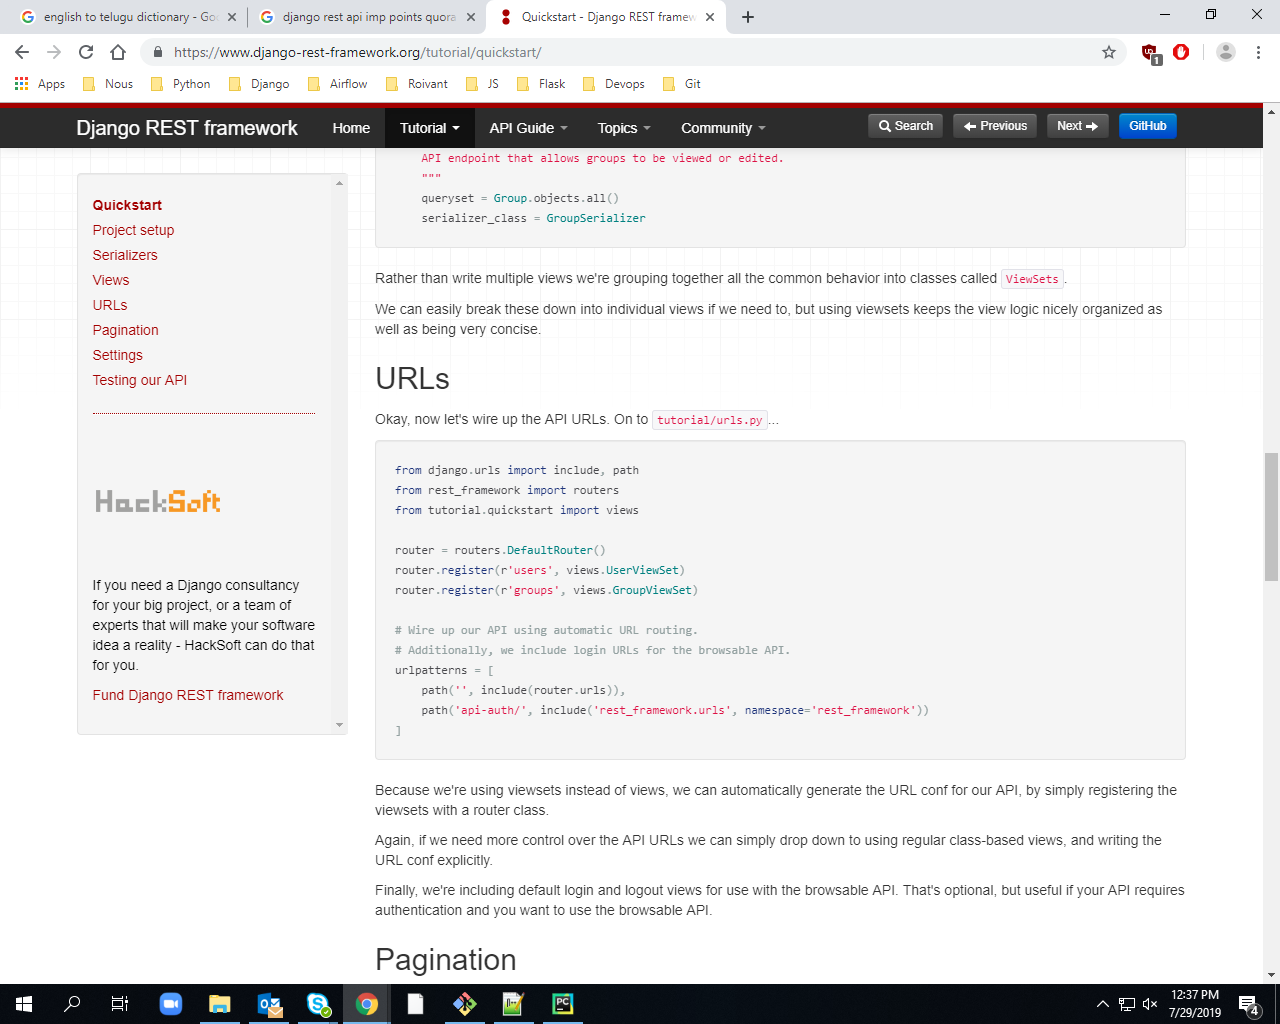 english to telugu dictionary - Goo
django rest api imp points quora
Quickstart - Django REST framew
https://www.django-rest-framework.org/tutorial/quickstart/
1
Apps
Nous
Python
Django
Airflow
Roivant
JS
Flask
Devops
Git
Django REST framework
Home
Tutorial
API Guide
Topics
Community
Search
Previous
Next
GitHub
Quickstart
Project setup
Serializers
Views
URLs
Pagination
Settings
Testing our API
HackSoft
If you need a Django consultancy
for your big project, or a team of
experts that will make your software
idea a reality - HackSoft can do that
for you.
Fund Django REST framework
API endpoint that allows groups to be viewed or edited.
"""
queryset = Group.objects.all()
serializer_class = GroupSerializer
Rather than write multiple views we're grouping together all the common behavior into classes called ViewSets.
We can easily break these down into individual views if we need to, but using viewsets keeps the view logic nicely organized as
well as being very concise.
URLs
Okay, now let's wire up the API URLs. On to tutorial/urls.py...
from django.urls import include, path
from rest_framework import routers
from tutorial.quickstart import views
router = routers.DefaultRouter()
router.register(r'users', views.UserViewSet)
router.register(r'groups', views.GroupViewSet)
# Wire up our API using automatic URL routing.
# Additionally, we include login URLs for the browsable API.
urlpatterns = [
path('', include(router.urls)),
path('api-auth/', include('rest_framework.urls', namespace='rest_framework'))
]
Because we're using viewsets instead of views, we can automatically generate the URL conf for our API, by simply registering the
viewsets with a router class.
Again, if we need more control over the API URLs we can simply drop down to using regular class-based views, and writing the
URL conf explicitly.
Finally, we're including default login and logout views for use with the browsable API. That's optional, but useful if your API requires
authentication and you want to use the browsable API.
Pagination
PC
12:37 PM
7/29/2019
4